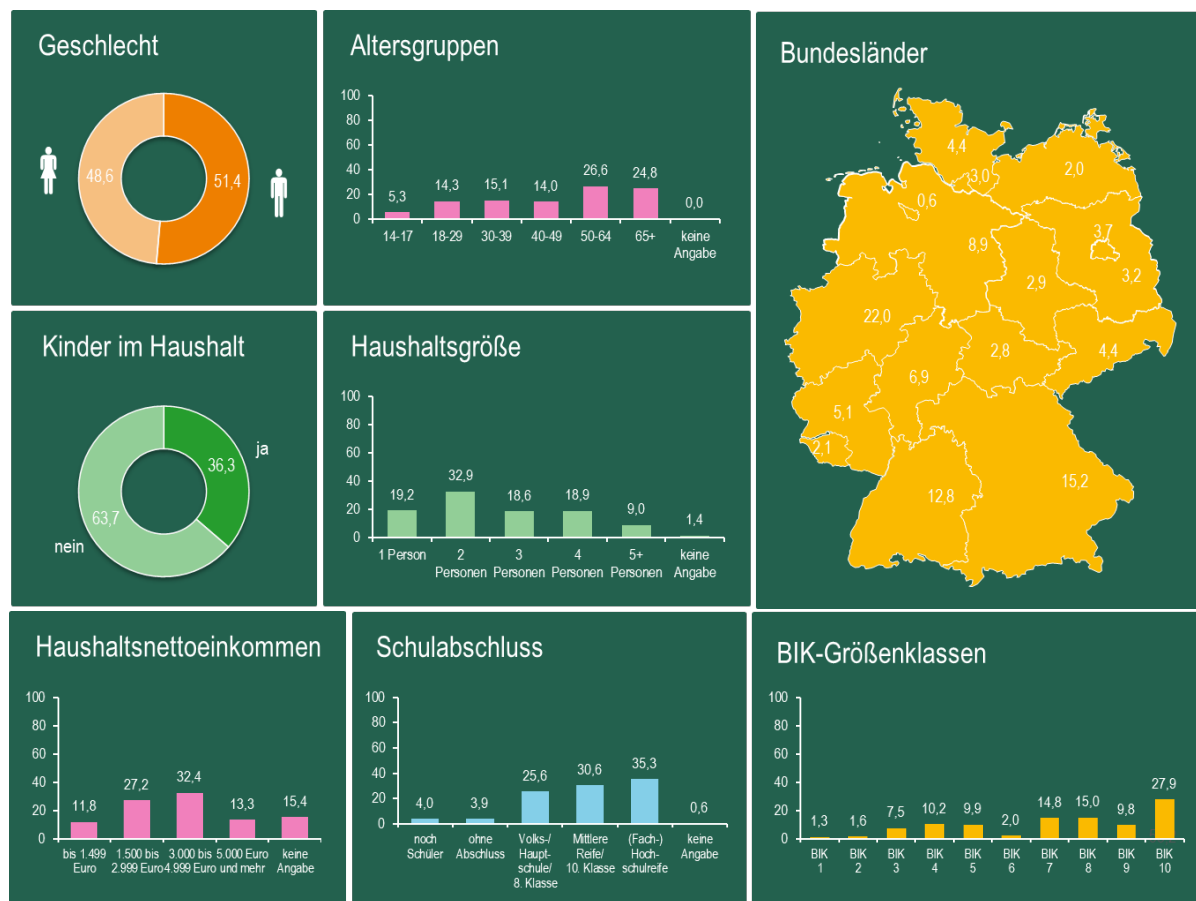 Geschlecht
48,6
51,4
Altersgruppen
100
80
60
40
20
0
5,3
14,3
15,1
14,0
26,6
24,8
0,0
14-17
18-29
30-39
40-49
50-64
65+
keine
Angabe
Bundesländer
4,4
3,0
2,0
0,6
8,9
3,7
2,9
3,2
22,0
2,8
4,4
6,9
5,1
2,1
12,8
15,2
Kinder im Haushalt
ja
36,3
63,7
nein
Haushaltsgröße
100
80
60
40
20
0
19,2
32,9
18,6
18,9
9,0
1,4
1 Person
2
Personen
3
Personen
4
Personen
5+
Personen
keine
Angabe
Haushaltsnettoeinkommen
100
80
60
40
20
0
11,8
27,2
32,4
13,3
15,4
bis 1.499
Euro
1.500 bis
2.999 Euro
3.000 bis
4.999 Euro
5.000 Euro
und mehr
keine
Angabe
Schulabschluss
100
80
60
40
20
0
4,0
3,9
25,6
30,6
35,3
0,6
noch
Schüler
ohne
Abschluss
Volks-/
Haupt-
schule/
8. Klasse
Mittlere
Reife/
10. Klasse
(Fach-)
Hoch-
schulreife
keine
Angabe
BIK-Größenklassen
100
80
60
40
20
0
1,3
1,6
7,5
10,2
9,9
2,0
14,8
15,0
9,8
27,9
BIK
1
BIK
2
BIK
3
BIK
4
BIK
5
BIK
6
BIK
7
BIK
8
BIK
9
BIK
10